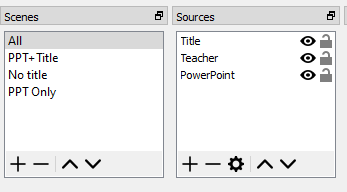 Scenes
All
PPT+Title
No title
PPT Only
Sources
Title
Teacher
PowerPoint